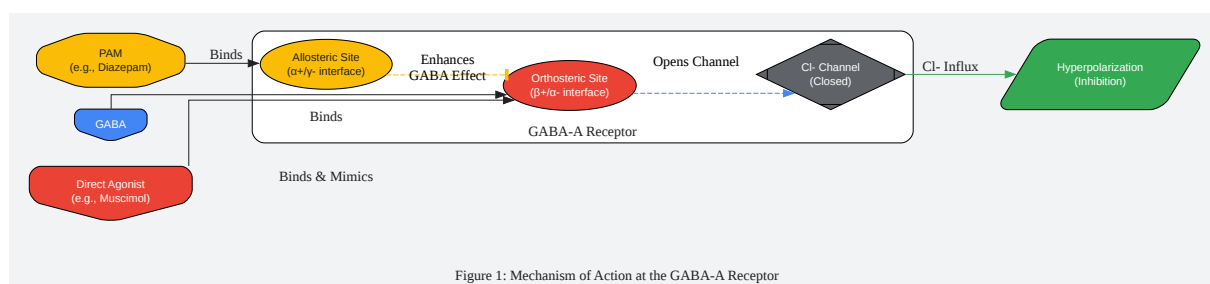 PAM
(e.g., Diazepam)
Binds
Allosteric Site
(α+/γ- interface)
Enhances
GABA Effect
Orthosteric Site
(β+/α- interface)
Opens Channel
Cl- Channel
(Closed)
Cl- Influx
Hyperpolarization
(Inhibition)
GABA
Binds
GABA-A Receptor
Direct Agonist
(e.g., Muscimol)
Binds & Mimics
Figure 1: Mechanism of Action at the GABA-A Receptor